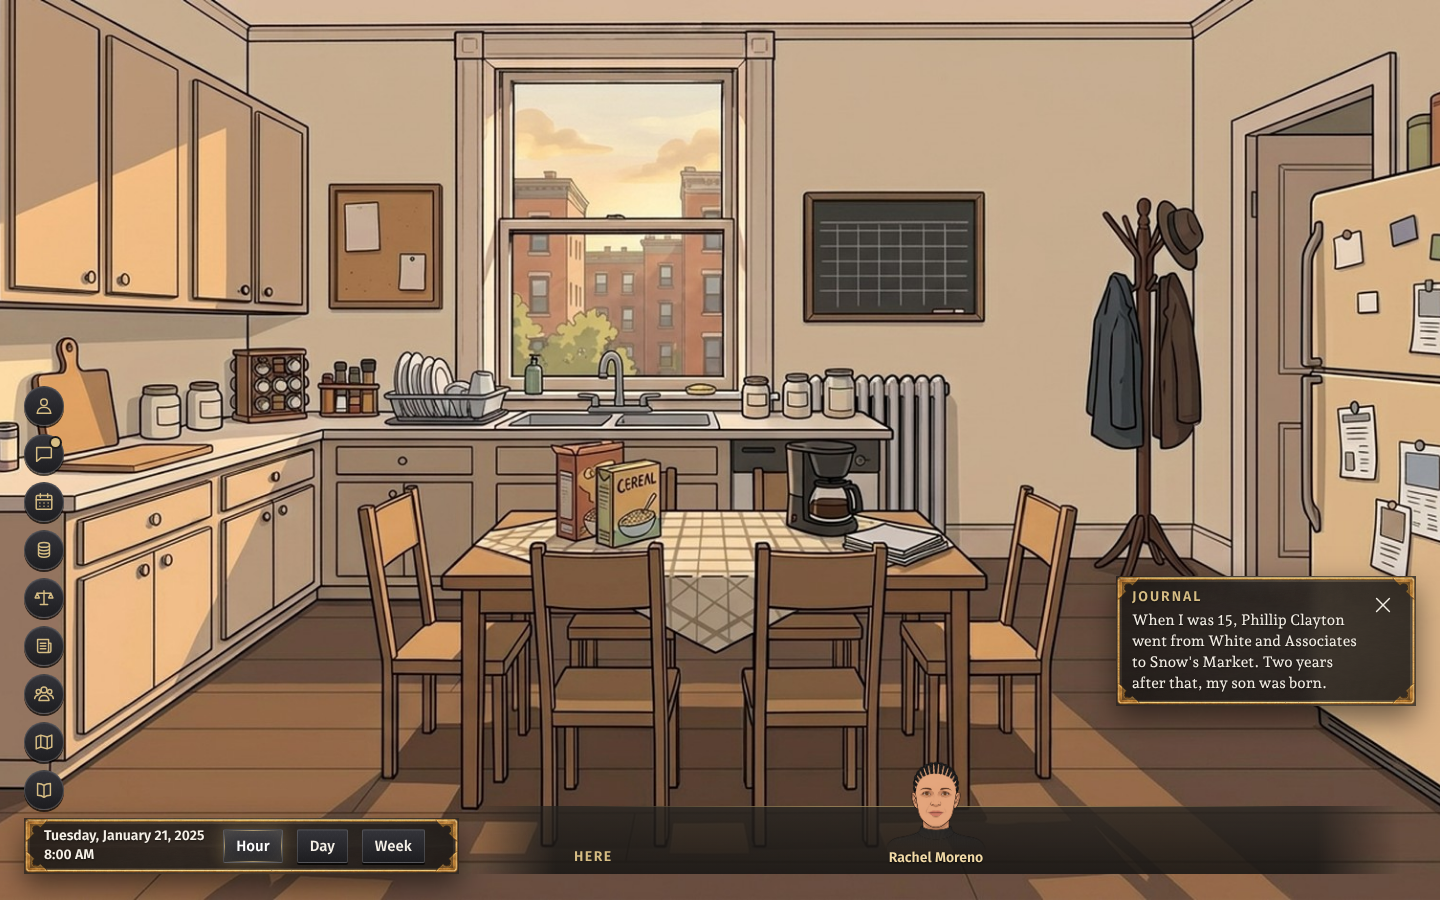 CEREAL
JOURNAL
When I was 15, Phillip Clayton
went from White and Associates
to Snow's Market. Two years
after that, my son was born.
Tuesday, January 21, 2025
8:00 AM
Hour
Day
Week
HERE
Rachel Moreno